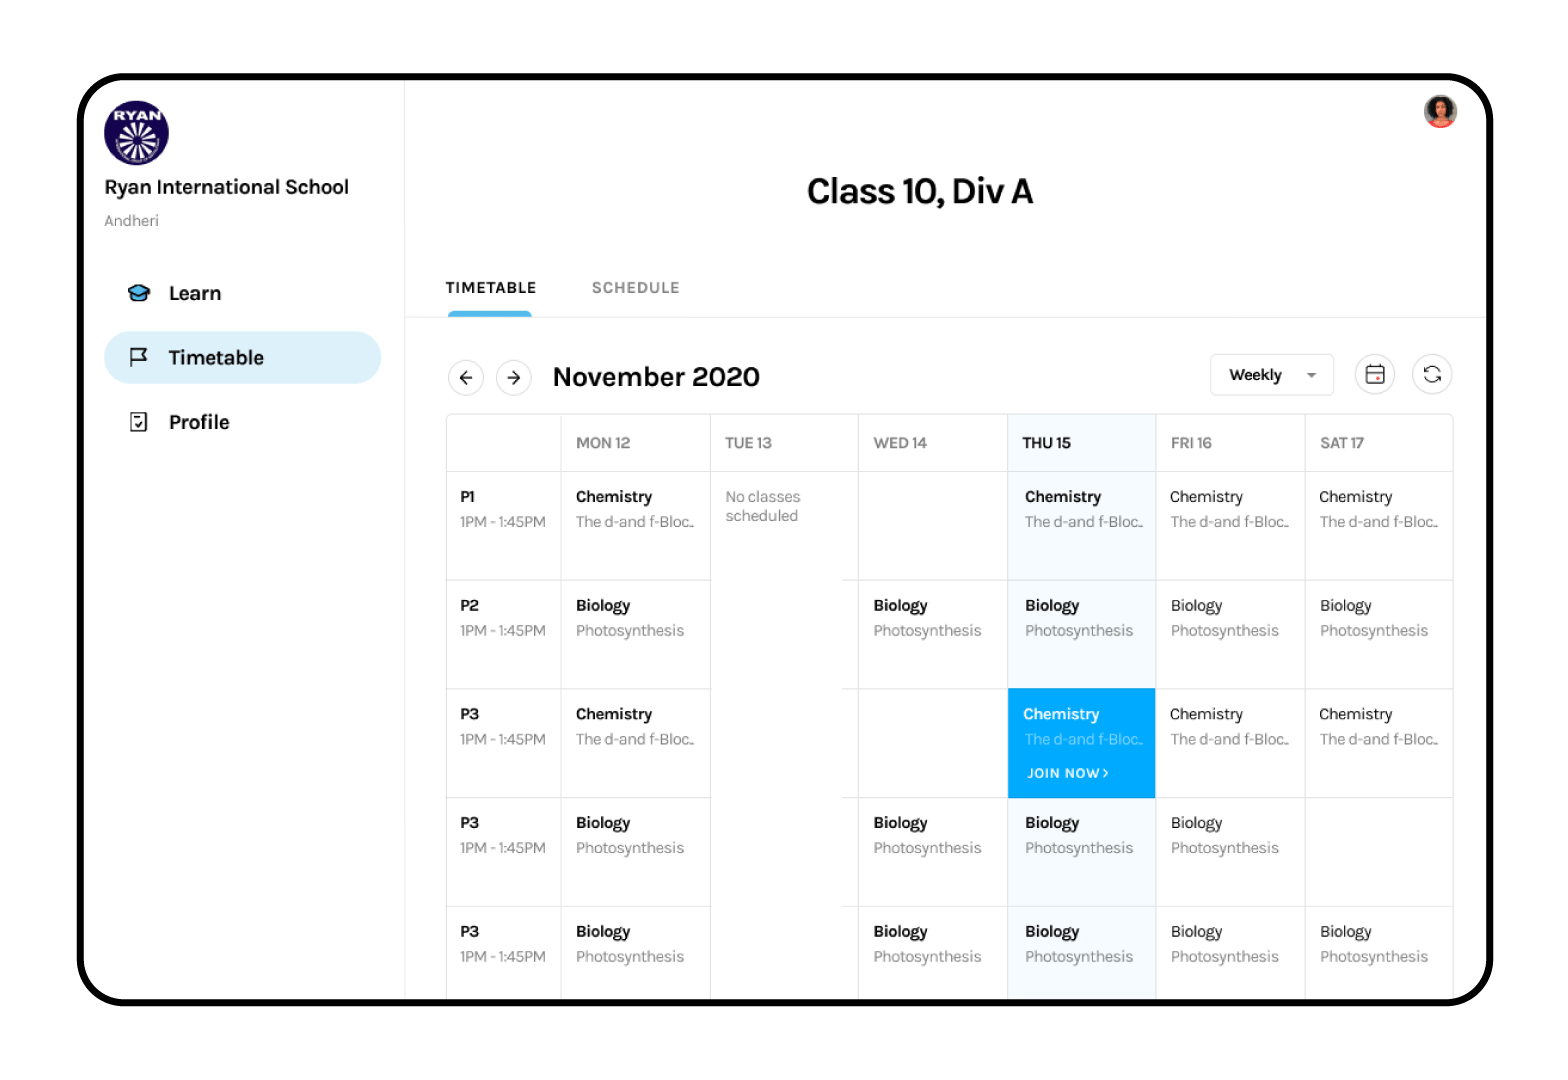 RYAN
Ryan International School
Andheri
Learn
Timetable
Profile
Class 10, Div A
TIMETABLE SCHEDULE
November 2020 Weekly
MON 12 TUE 13 WED 14 THU 15 FRI 16 SAT 17
P1 Chemistry No classes Chemistry Chemistry Chemistry
1PM - 1:45PM The d-and f-Bloc.. scheduled The d-and f-Bloc.. The d-and f-Bloc.. The d-and f-Bloc..
P2 Biology Biology Biology Biology Biology
1PM - 1:45PM Photosynthesis Photosynthesis Photosynthesis Photosynthesis Photosynthesis
P3 Chemistry Chemistry Chemistry Chemistry
1PM - 1:45PM The d-and f-Bloc.. The d-and f-Bloc.. The d-and f-Bloc.. The d-and f-Bloc..
JOIN NOW >
P3 Biology Biology Biology Biology
1PM - 1:45PM Photosynthesis Photosynthesis Photosynthesis Photosynthesis
P3 Biology Biology Biology Biology Biology
1PM - 1:45PM Photosynthesis Photosynthesis Photosynthesis Photosynthesis Photosynthesis